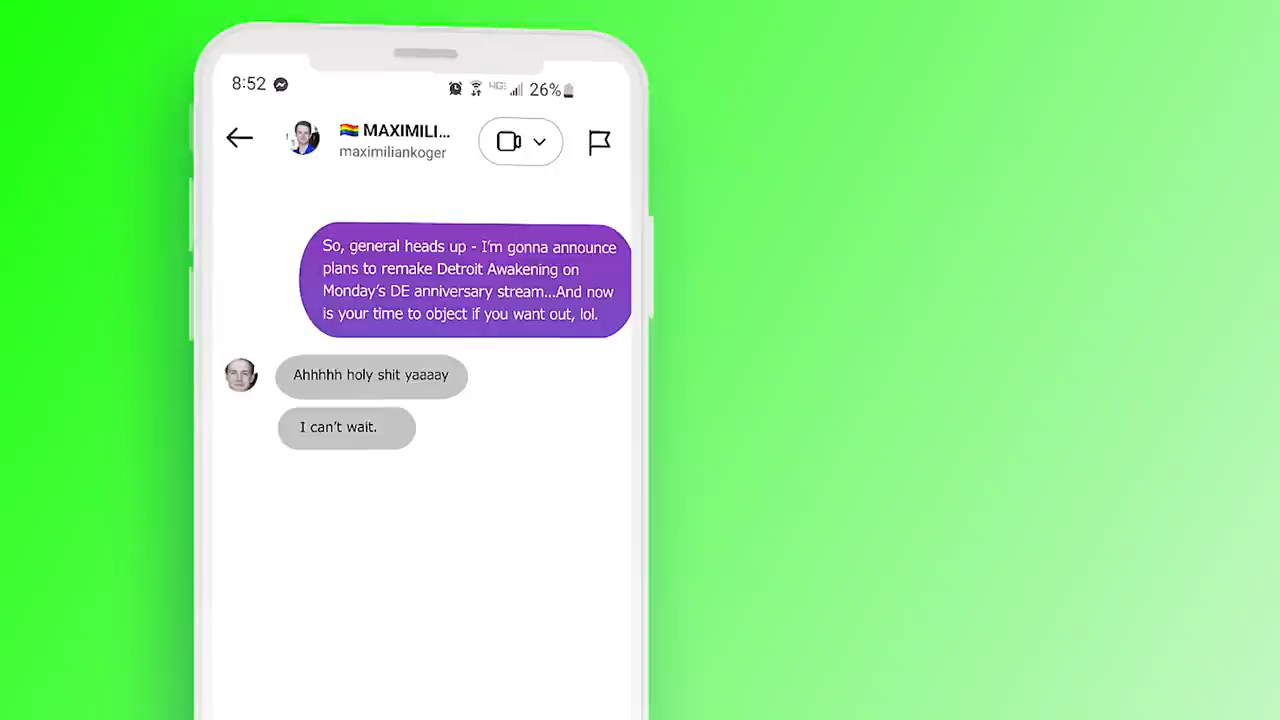 8:52 4GE 26%
🏳️‍🌈 MAXIMILI...
maximiliankoger
So, general heads up - I'm gonna announce
plans to remake Detroit Awakening on
Monday's DE anniversary stream...And now
is your time to object if you want out, lol.
Ahhhhh holy shit yaaaay
I can't wait.